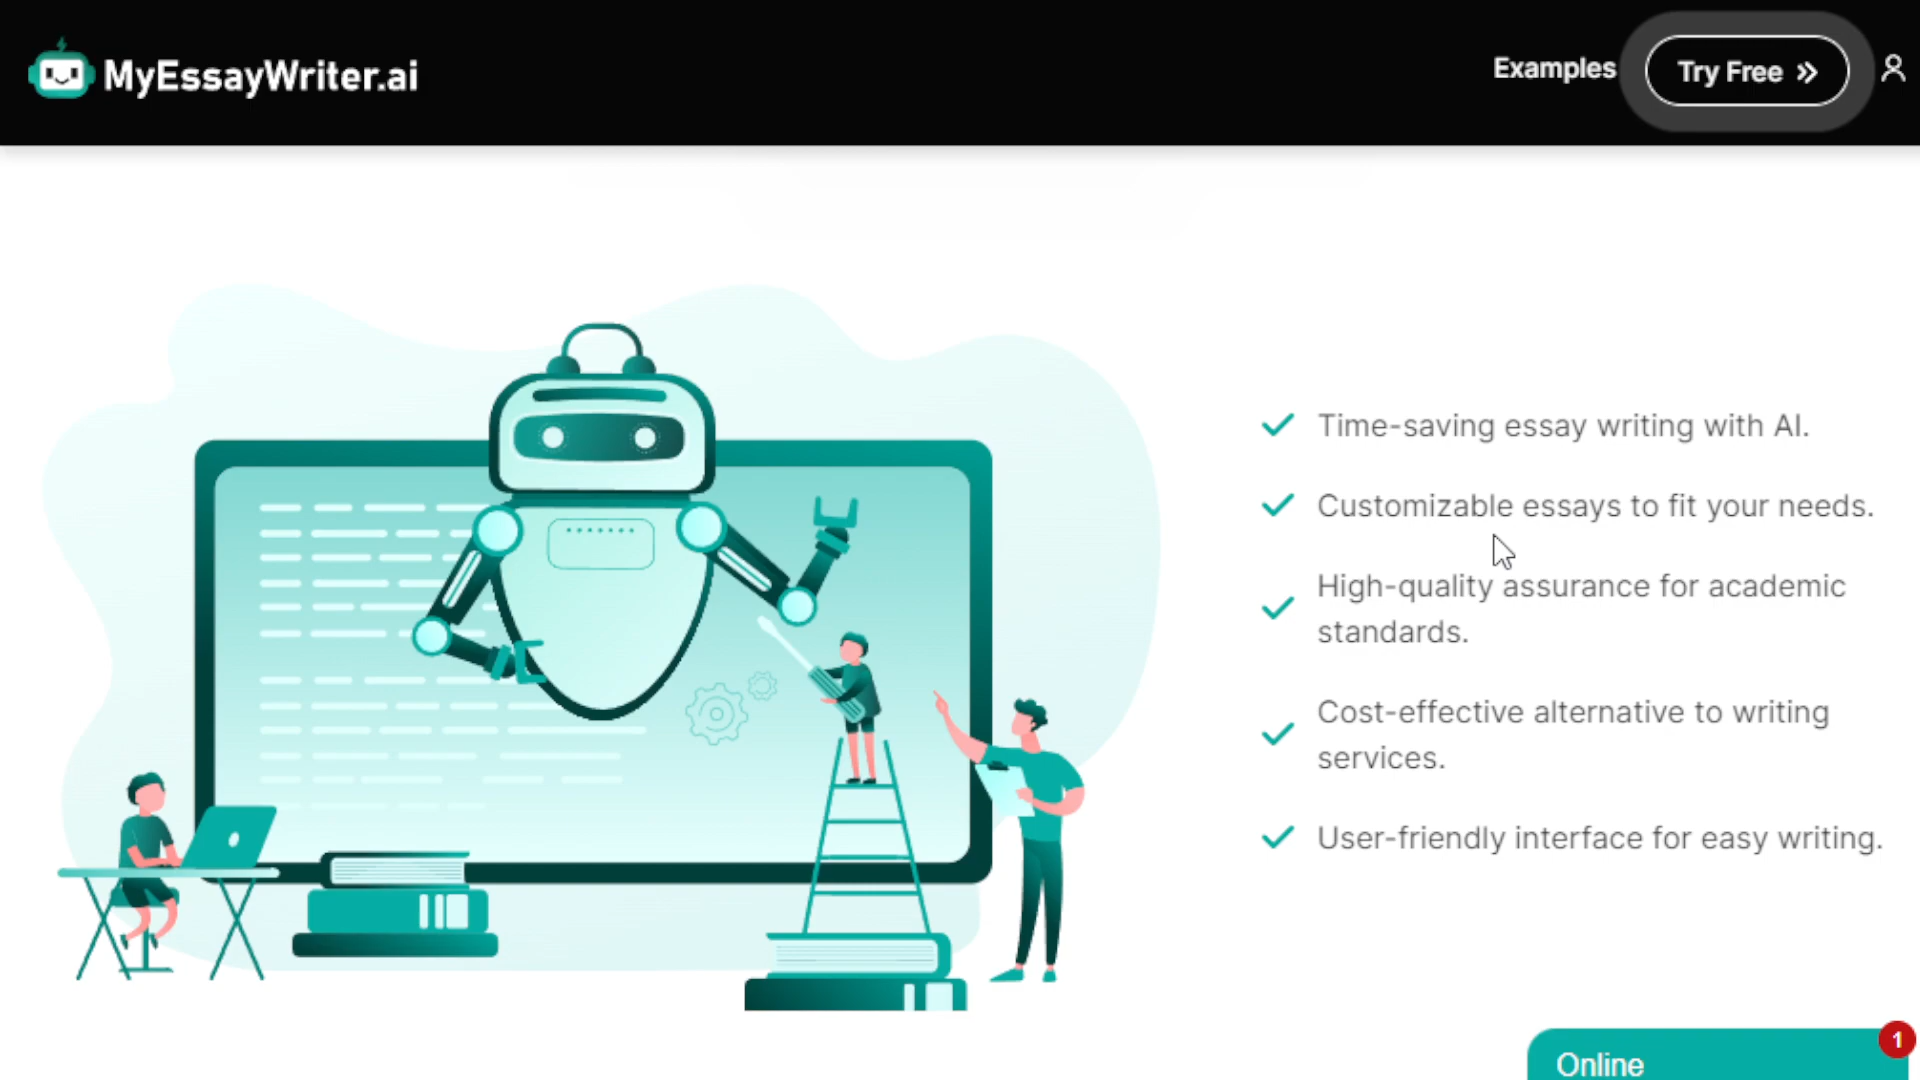 MyEssayWriter.ai
Examples
Try Free »
Time-saving essay writing with AI.
Customizable essays to fit your needs.
High-quality assurance for academic
standards.
Cost-effective alternative to writing
services.
User-friendly interface for easy writing.
1
Online